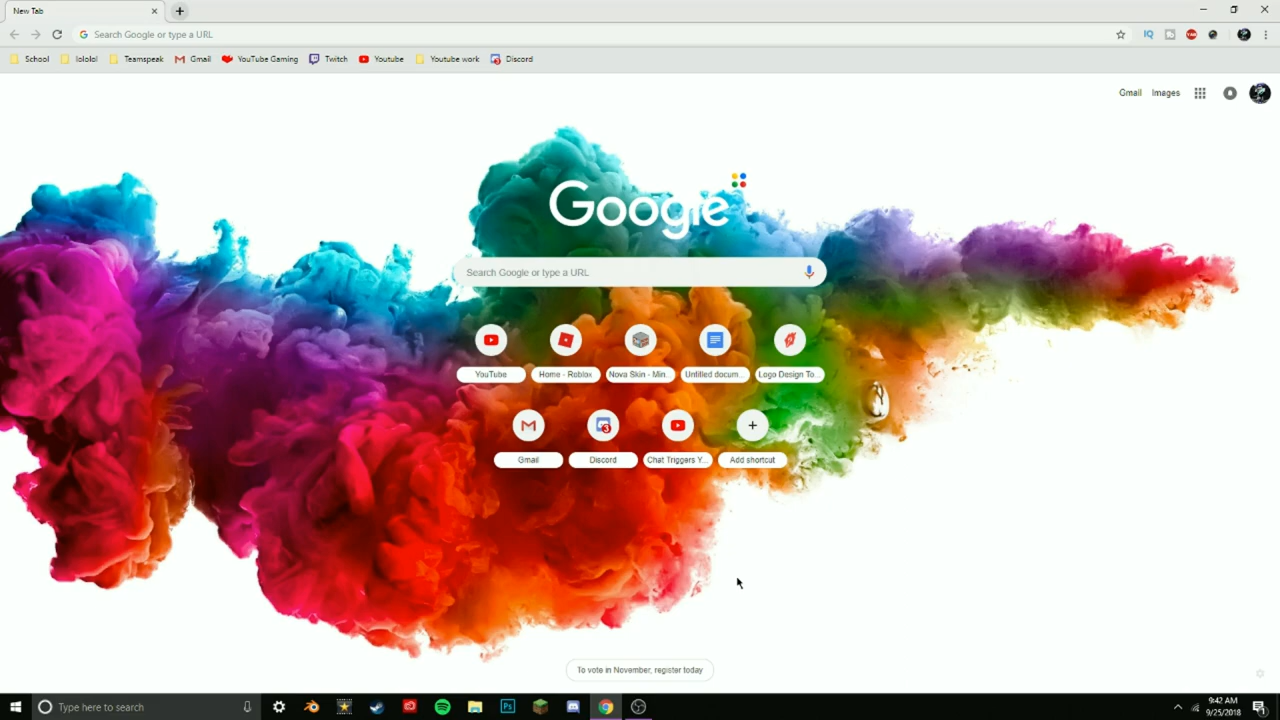 New Tab
Search Google or type a URL
School
lololol
Teamspeak
Gmail
YouTube Gaming
Twitch
Youtube
Youtube work
Discord
Gmail
Images
Google
Search Google or type a URL
YouTube
Home - Roblox
Nova Skin - Min...
Untitled docum...
Logo Design To...
Gmail
Discord
Chat Triggers Y...
Add shortcut
To vote in November, register today
Type here to search
Ps
9:42 AM
9/25/2018